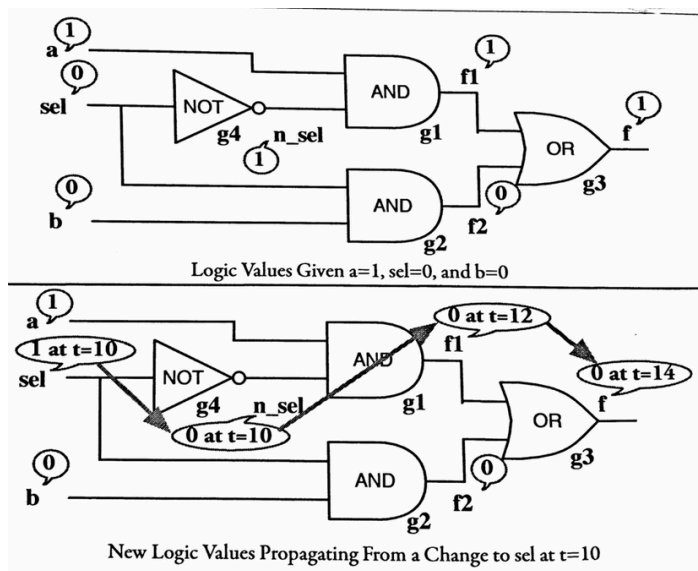 1
a
0
sel
NOT
g4
n_sel
1
AND
g1
f1
1
0
b
AND
g2
f2
0
OR
g3
f
1
Logic Values Given a=1, sel=0, and b=0
1
a
1 at t=10
sel
NOT
g4
n_sel
0 at t=10
AND
g1
f1
0 at t=12
0 at t=14
f
0
b
AND
g2
f2
0
OR
g3
New Logic Values Propagating From a Change to sel at t=10